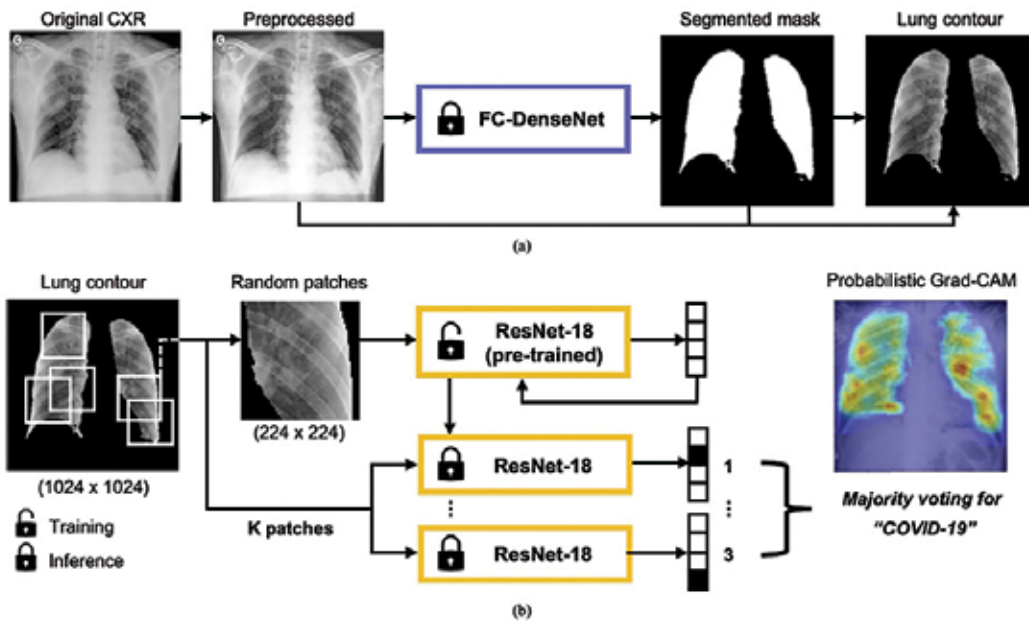 Original CXR
Preprocessed
Segmented mask
Lung contour
FC-DenseNet
(a)
Lung contour
Random patches
Probabilistic Grad-CAM
ResNet-18
(pre-trained)
(224 x 224)
(1024 x 1024)
ResNet-18
1
Training
K patches
Majority voting for
"COVID-19"
Inference
ResNet-18
3
(b)